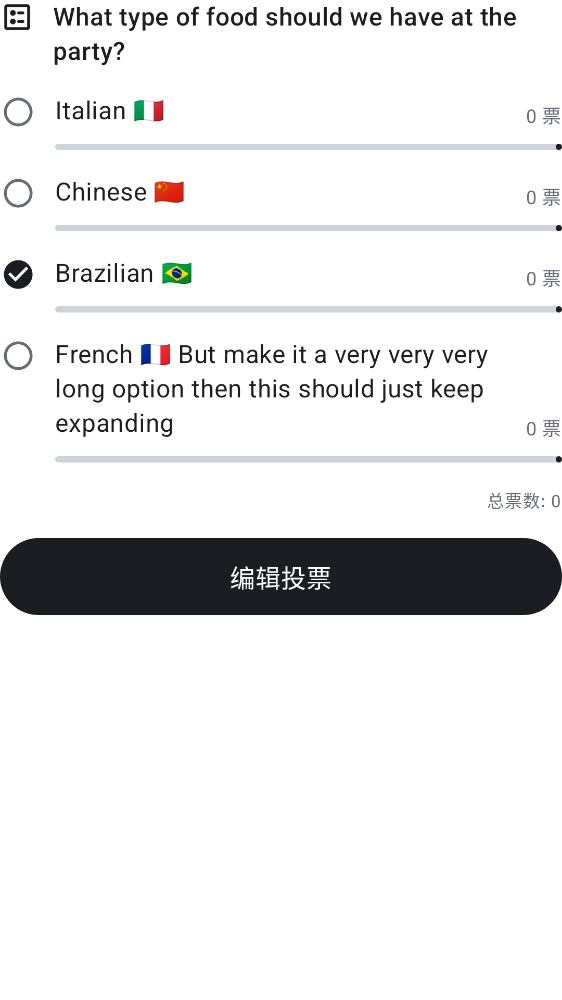 What type of food should we have at the
party?
Italian 🇮🇹
0 票
Chinese 🇨🇳
0 票
Brazilian 🇧🇷
0 票
French 🇫🇷 But make it a very very very
long option then this should just keep
expanding
0 票
总票数: 0
编辑投票